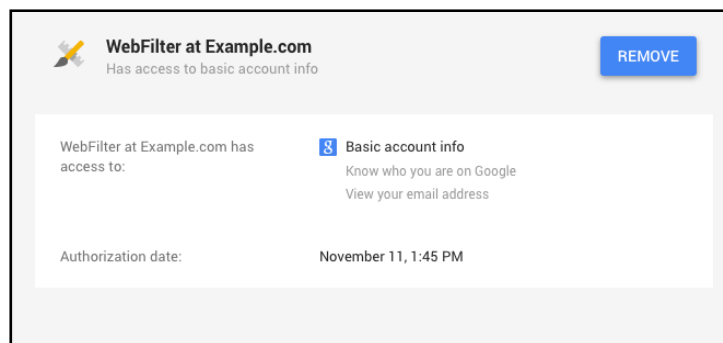 WebFilter at Example.com
Has access to basic account info
REMOVE
WebFilter at Example.com has
access to:
8 Basic account info
Know who you are on Google
View your email address
Authorization date:
November 11, 1:45 PM